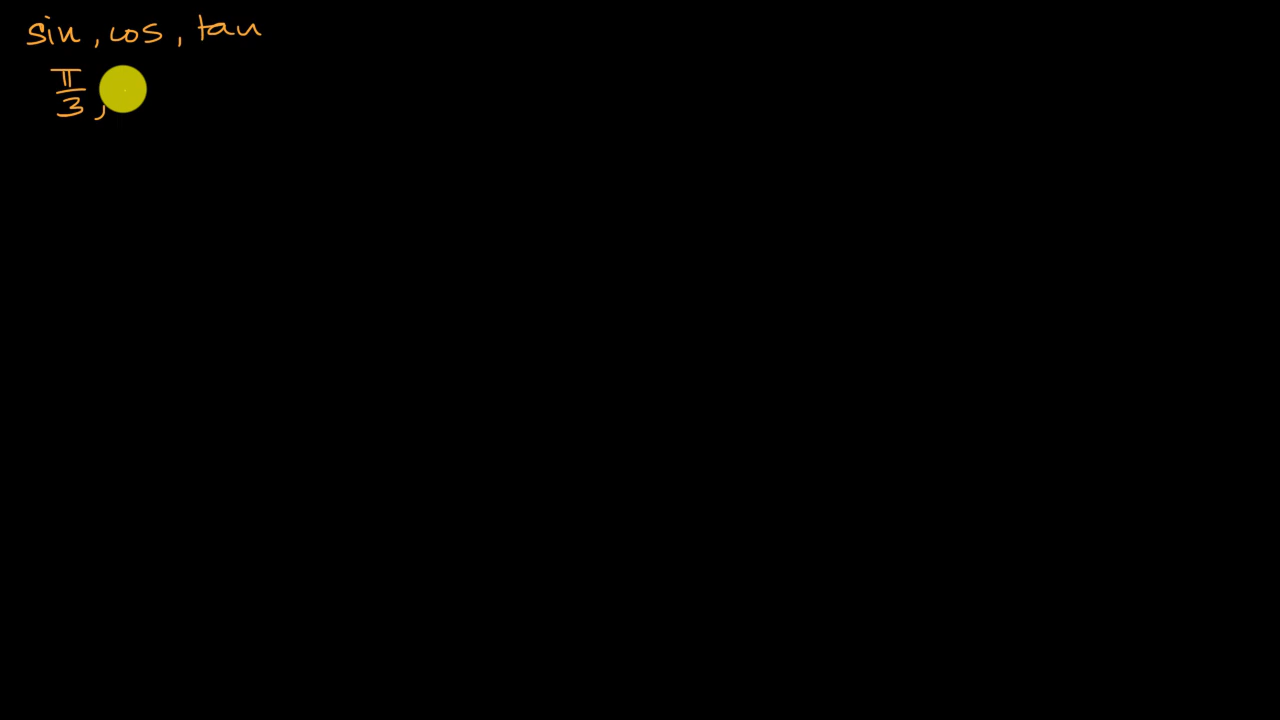 sin, cos, tan
π/3,